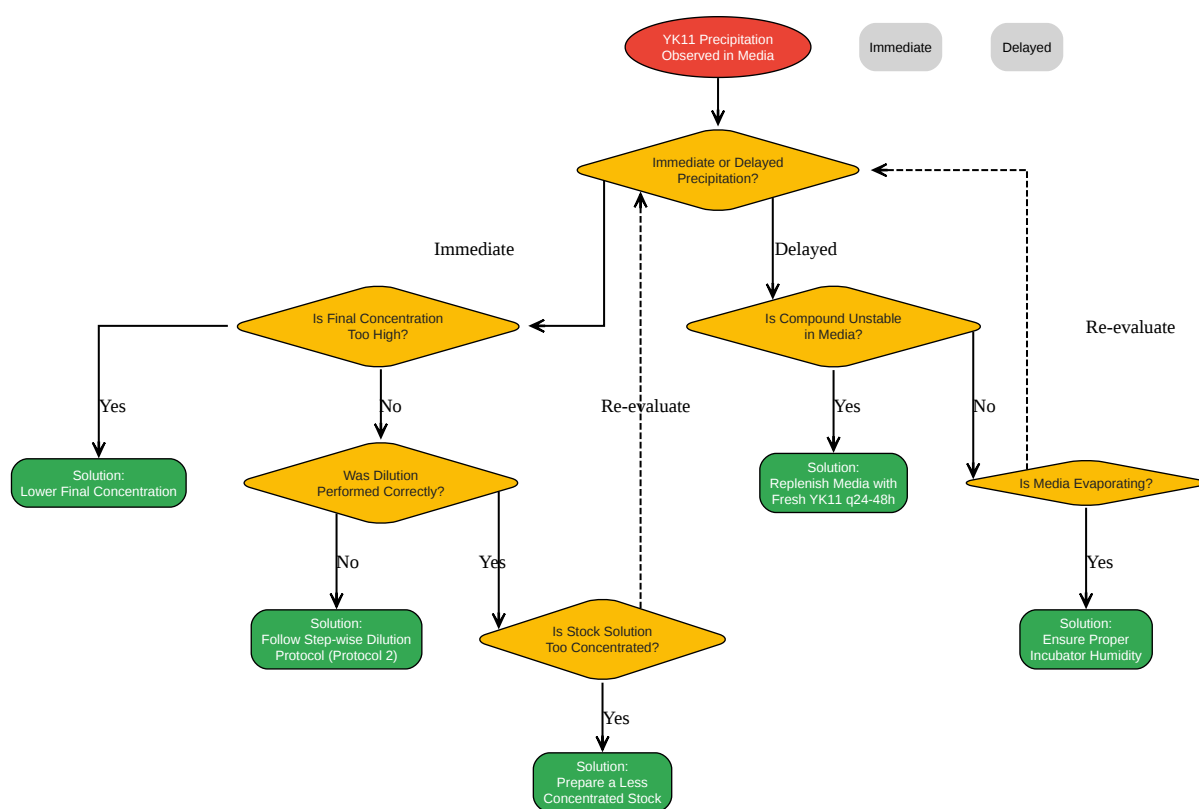 YK11 Precipitation
Observed in Media
Immediate
Delayed
Immediate or Delayed
Precipitation?
Immediate
Delayed
Is Final Concentration
Too High?
Is Compound Unstable
in Media?
Re-evaluate
Yes
No
Re-evaluate
Yes
No
Solution:
Lower Final Concentration
Was Dilution
Performed Correctly?
Solution:
Replenish Media with
Fresh YK11 q24-48h
Is Media Evaporating?
No
Yes
Yes
Solution:
Follow Step-wise Dilution
Protocol (Protocol 2)
Is Stock Solution
Too Concentrated?
Solution:
Ensure Proper
Incubator Humidity
Yes
Solution:
Prepare a Less
Concentrated Stock